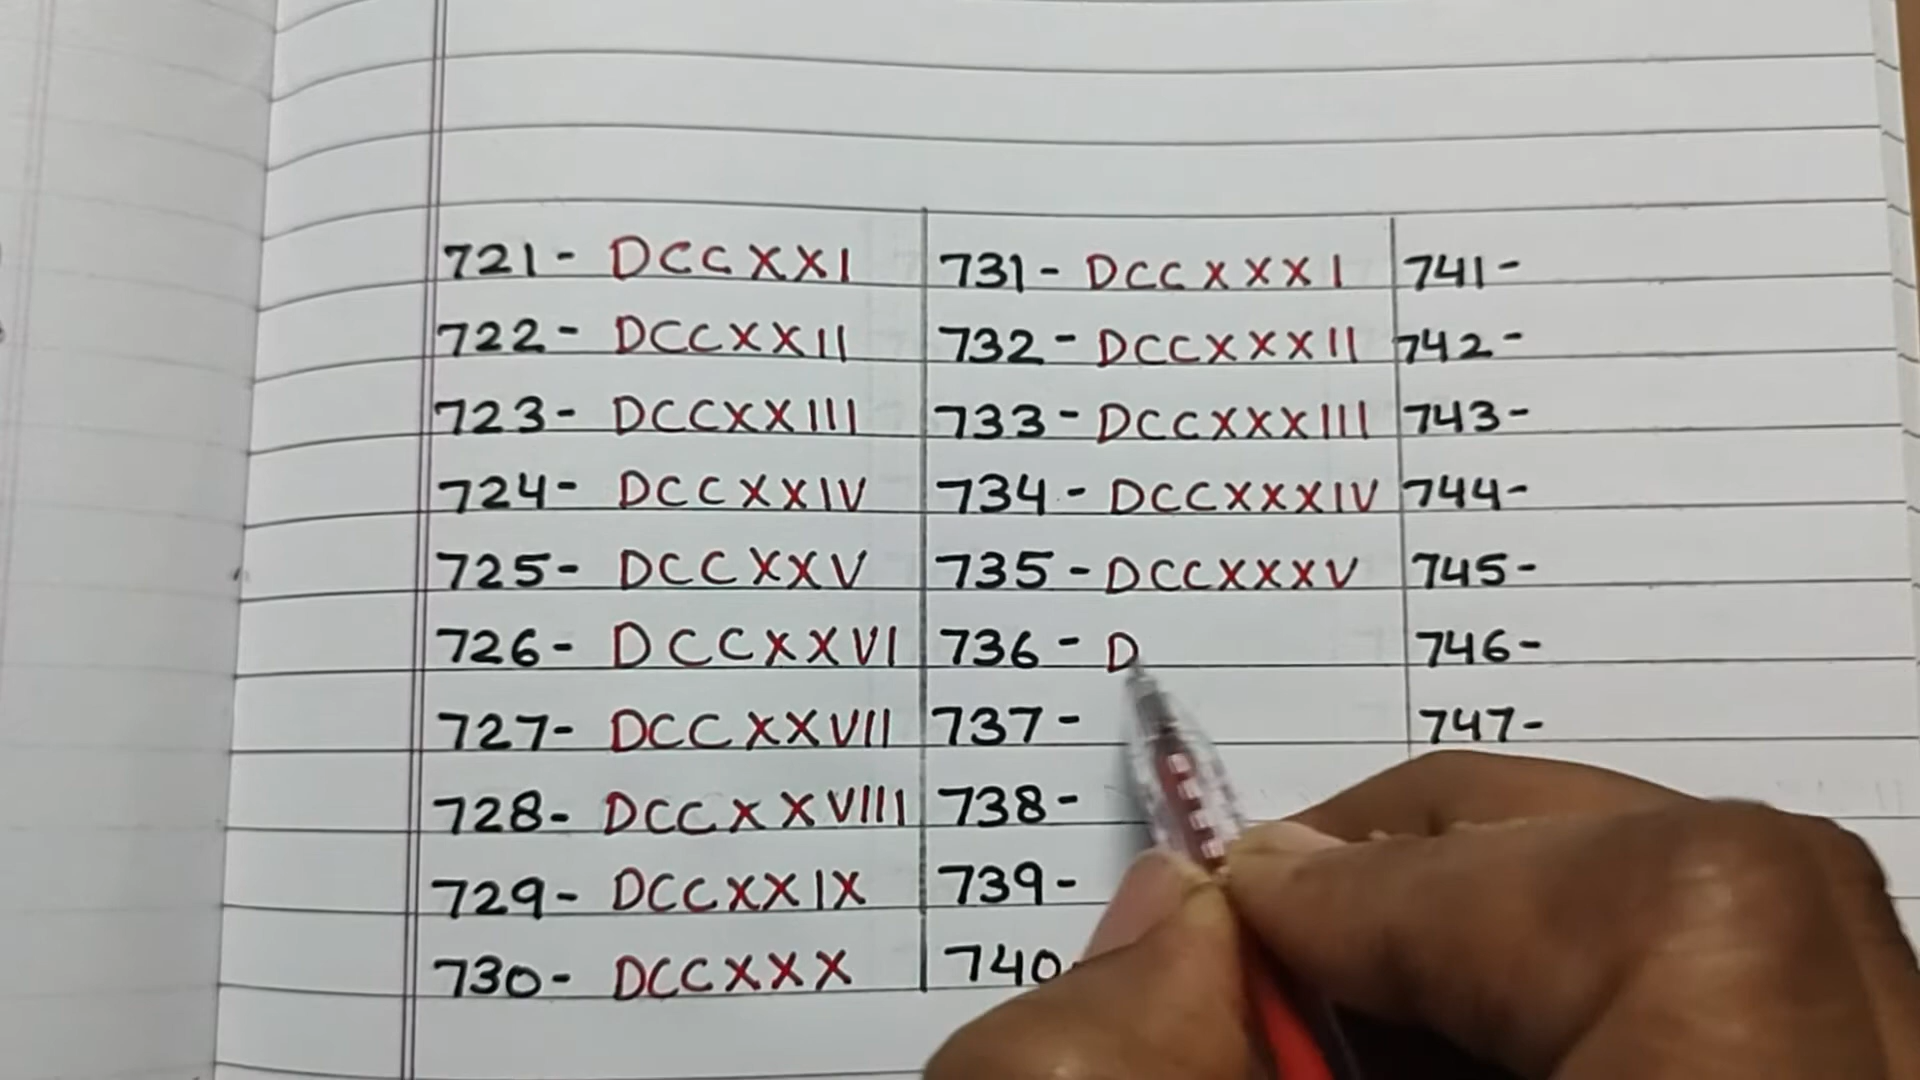 721- DCCXXI
722- DCCXXII
723- DCCXXIII
724- DCCXXIV
725- DCCXXV
726- DCCXXVI
727- DCCXXVII
728- DCCXXVIII
729- DCCXXIX
730- DCCXXX
731- DCCXXXI
732- DCCXXXII
733- DCCXXXIII
734- DCCXXXIV
735- DCCXXXV
736- D
737-
738-
739-
740-
741-
742-
743-
744-
745-
746-
747-